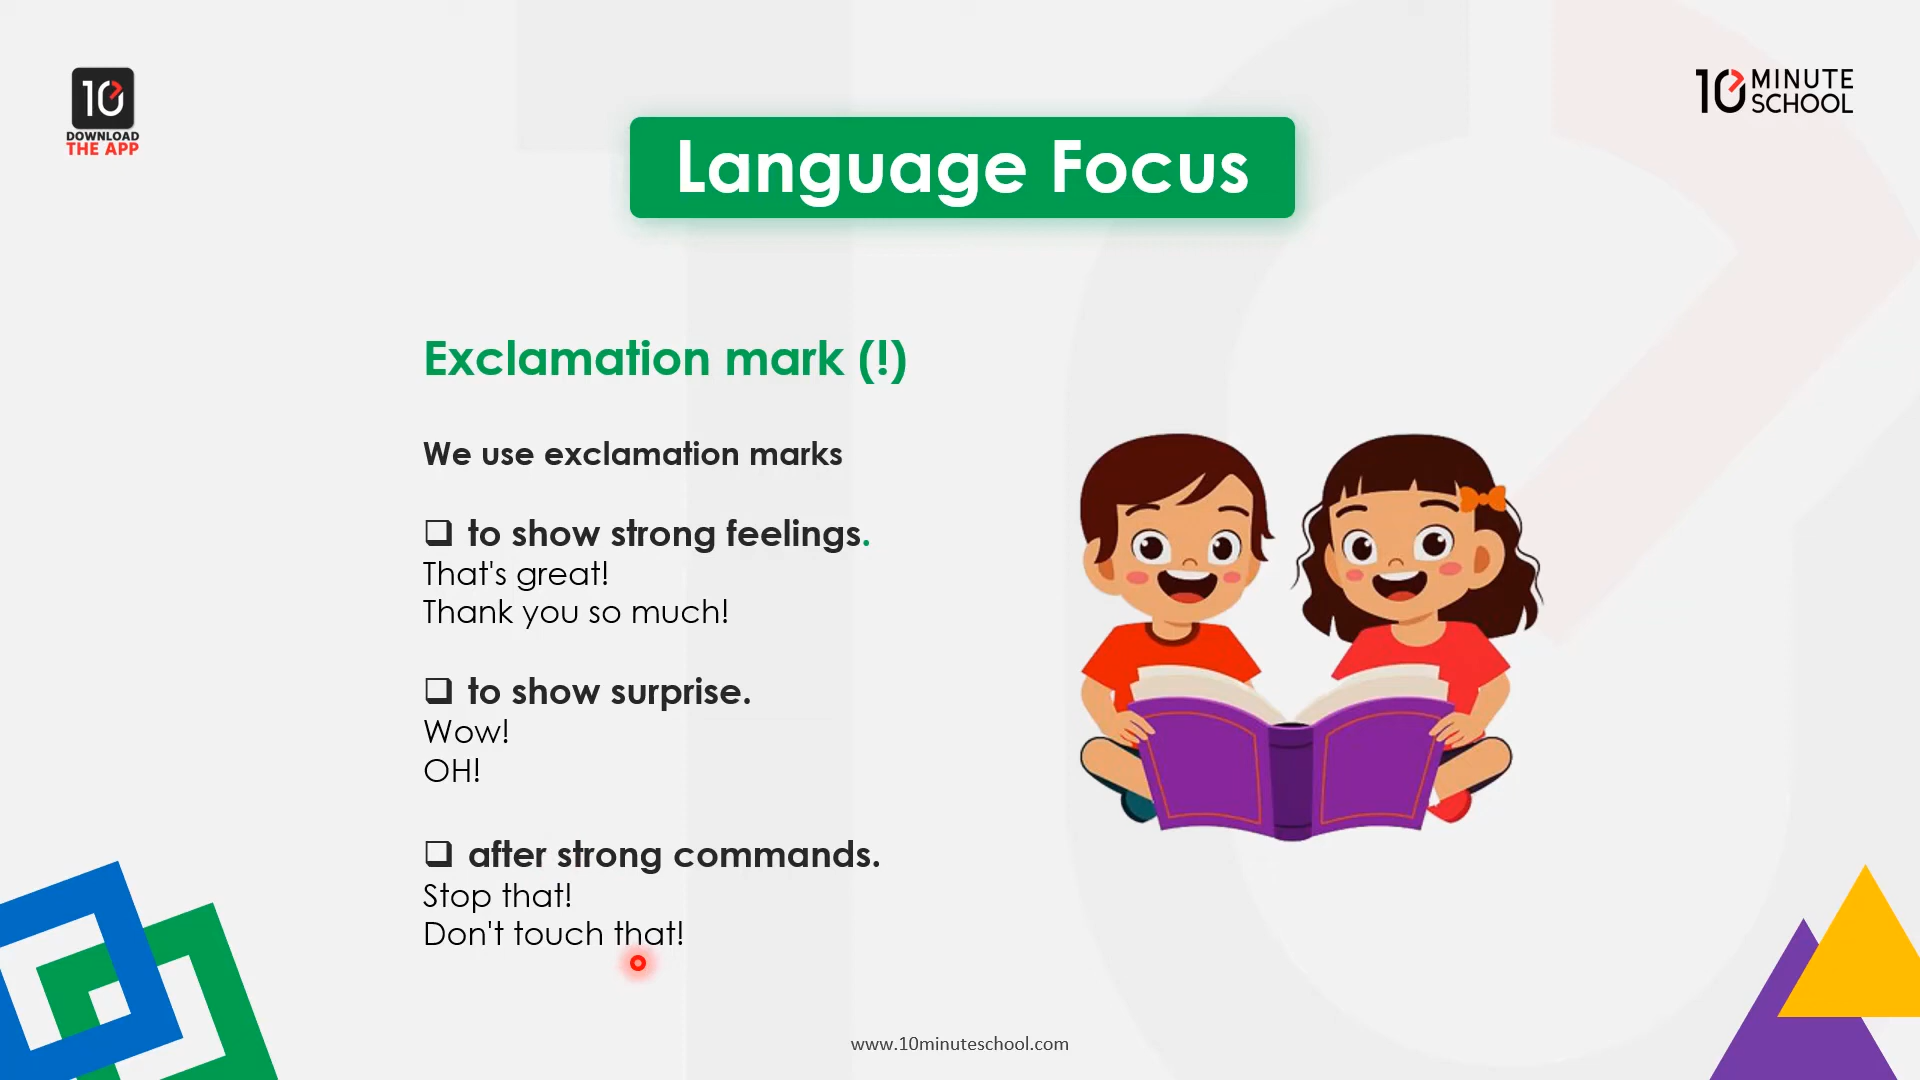 10
DOWNLOAD
THE APP
10 MINUTE
SCHOOL
Language Focus
Exclamation mark (!)
We use exclamation marks
❑ to show strong feelings.
That's great!
Thank you so much!
❑ to show surprise.
Wow!
OH!
❑ after strong commands.
Stop that!
Don't touch that!
www.10minuteschool.com